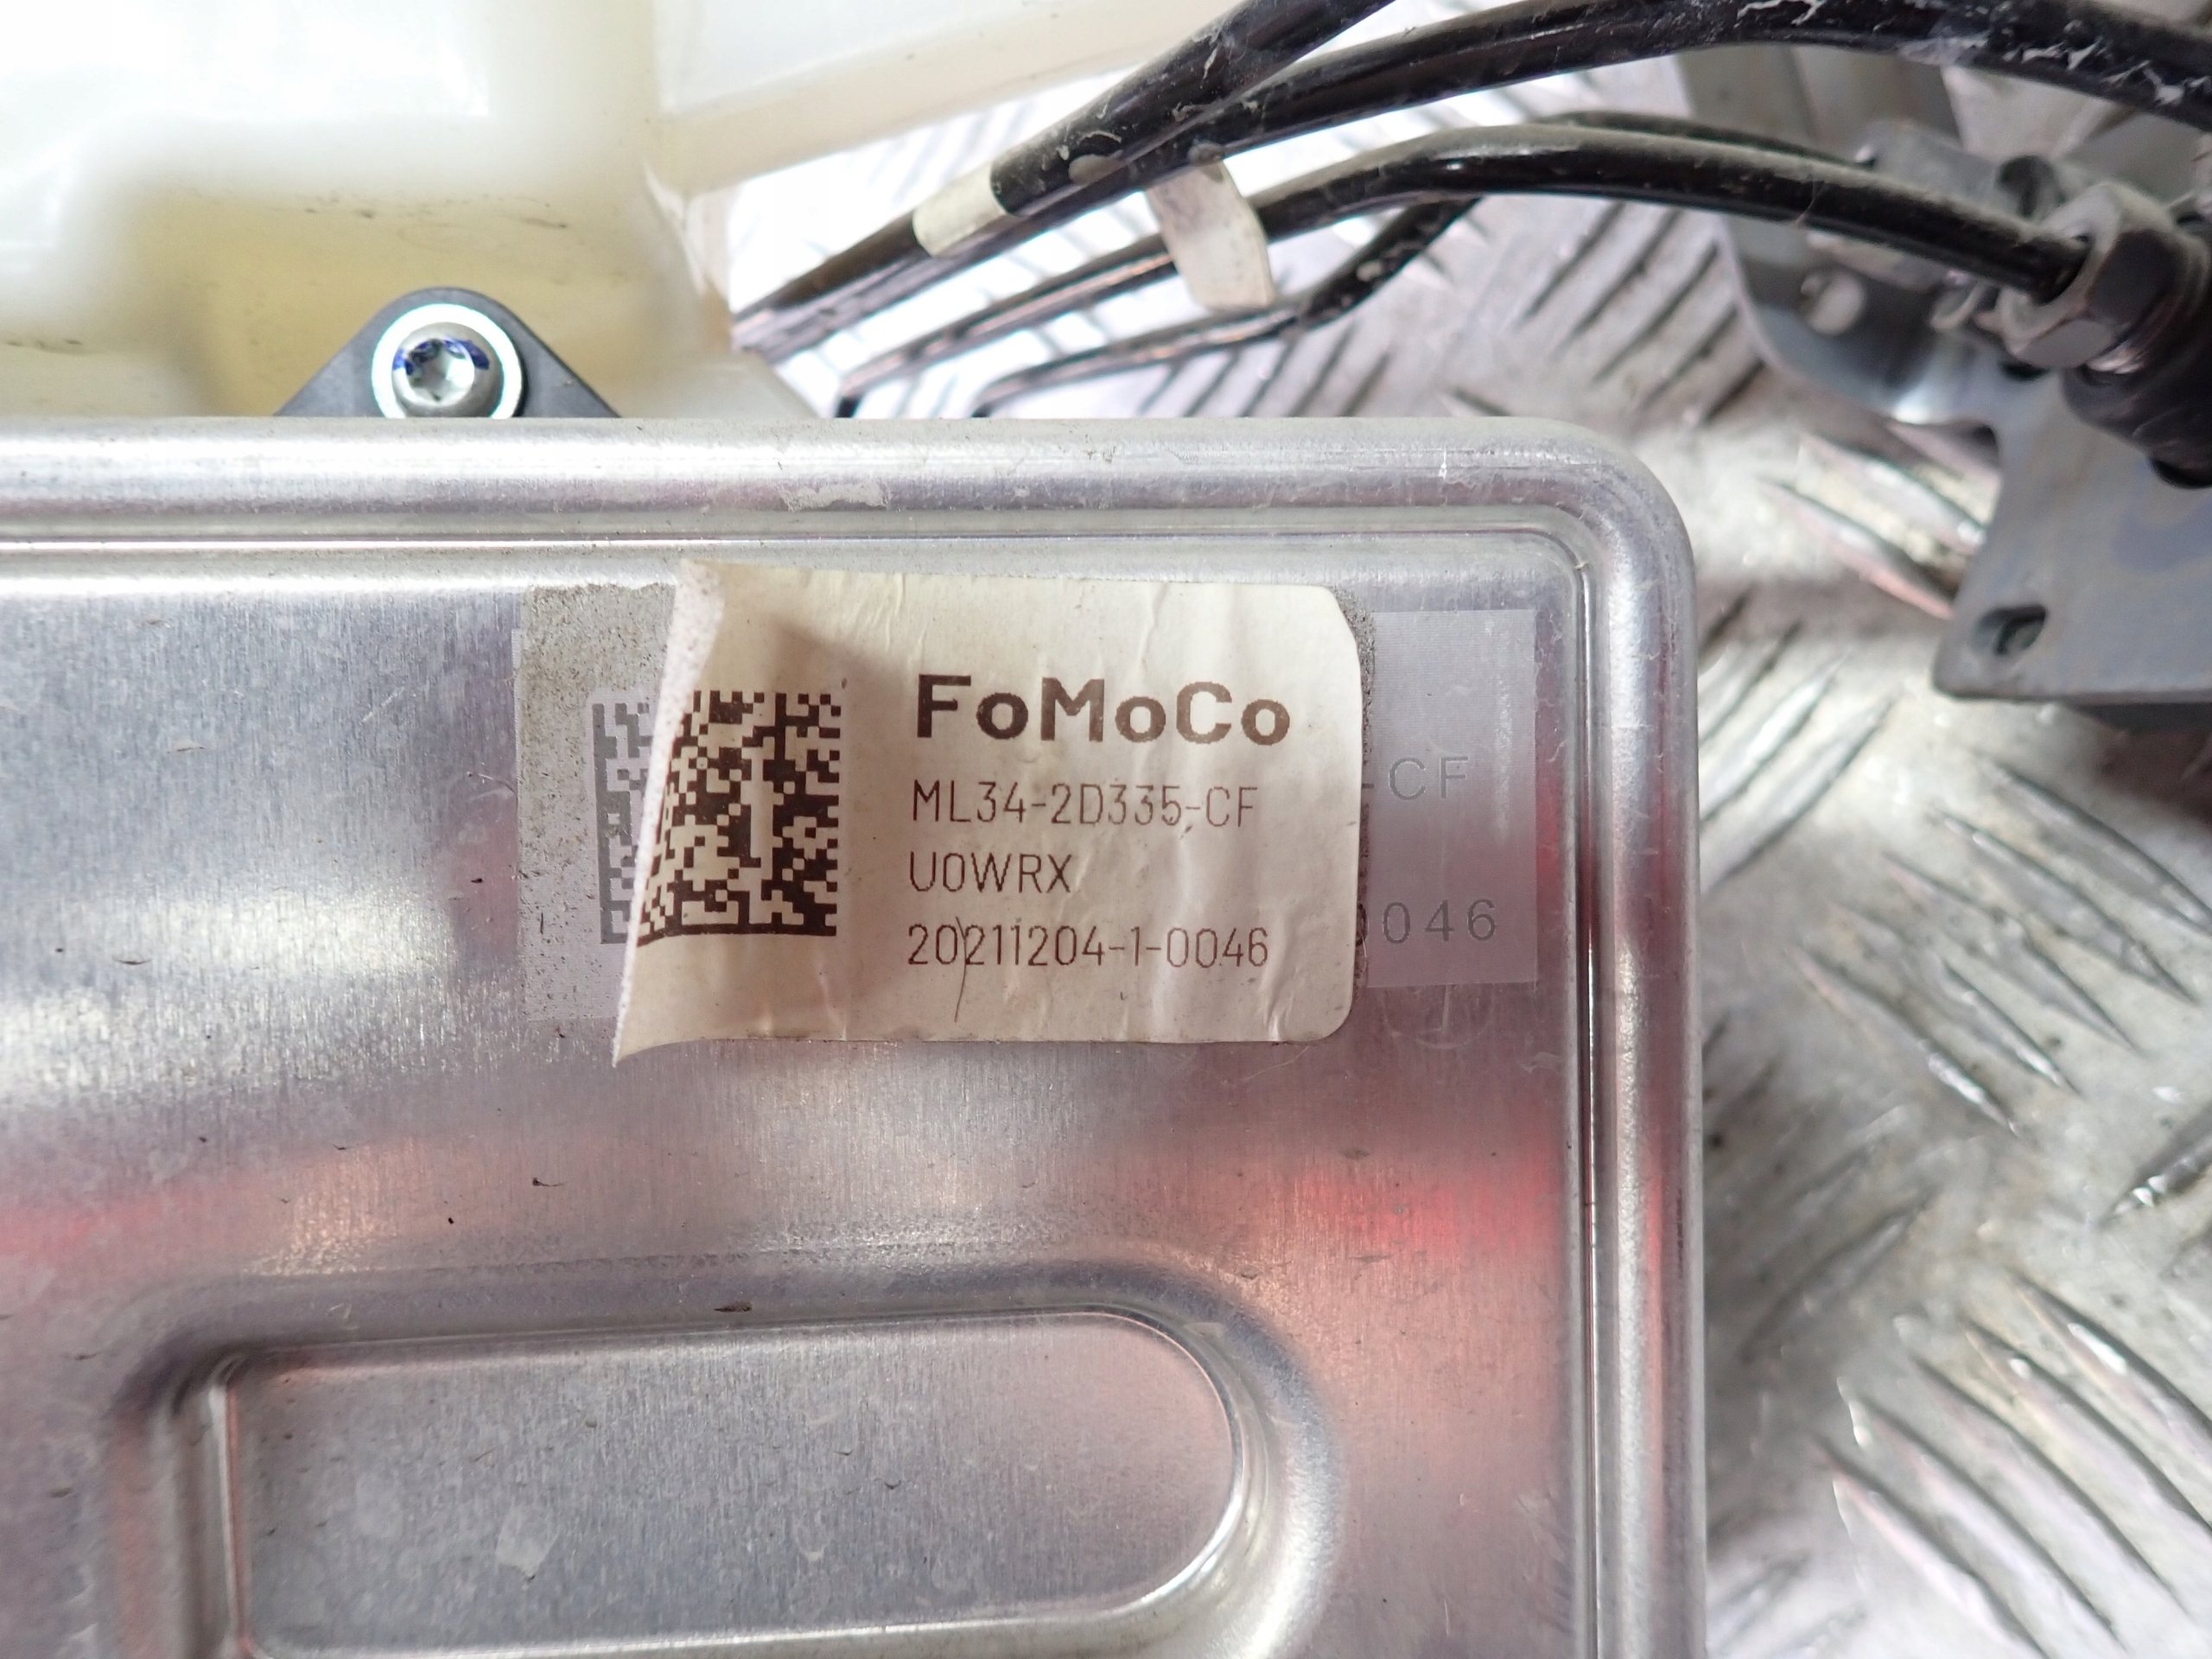 FoMoCo
ML34-2D335-CF
-CF
U0WRX
20211204-1-0046
0046